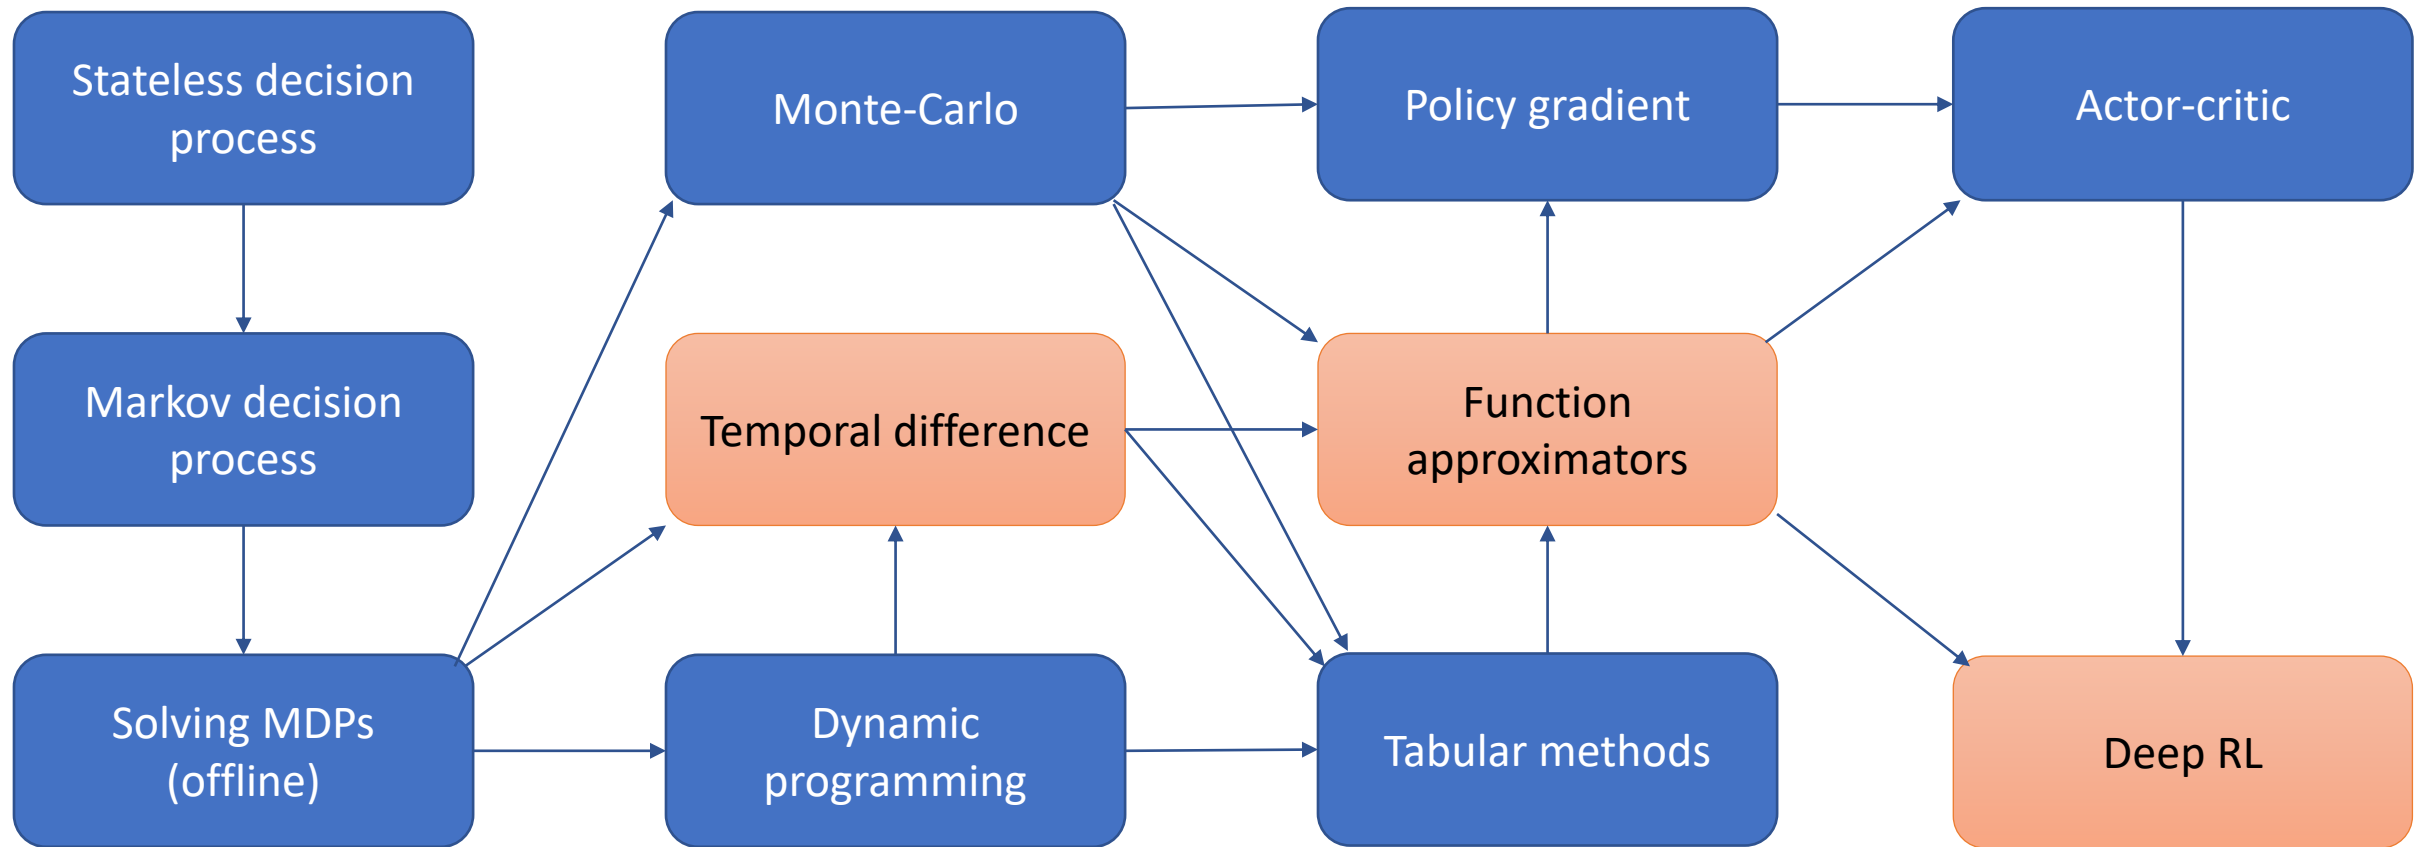 Stateless decision
process
Monte-Carlo
Policy gradient
Actor-critic
Markov decision
process
Temporal difference
Function
approximators
Solving MDPs
(offline)
Dynamic
programming
Tabular methods
Deep RL